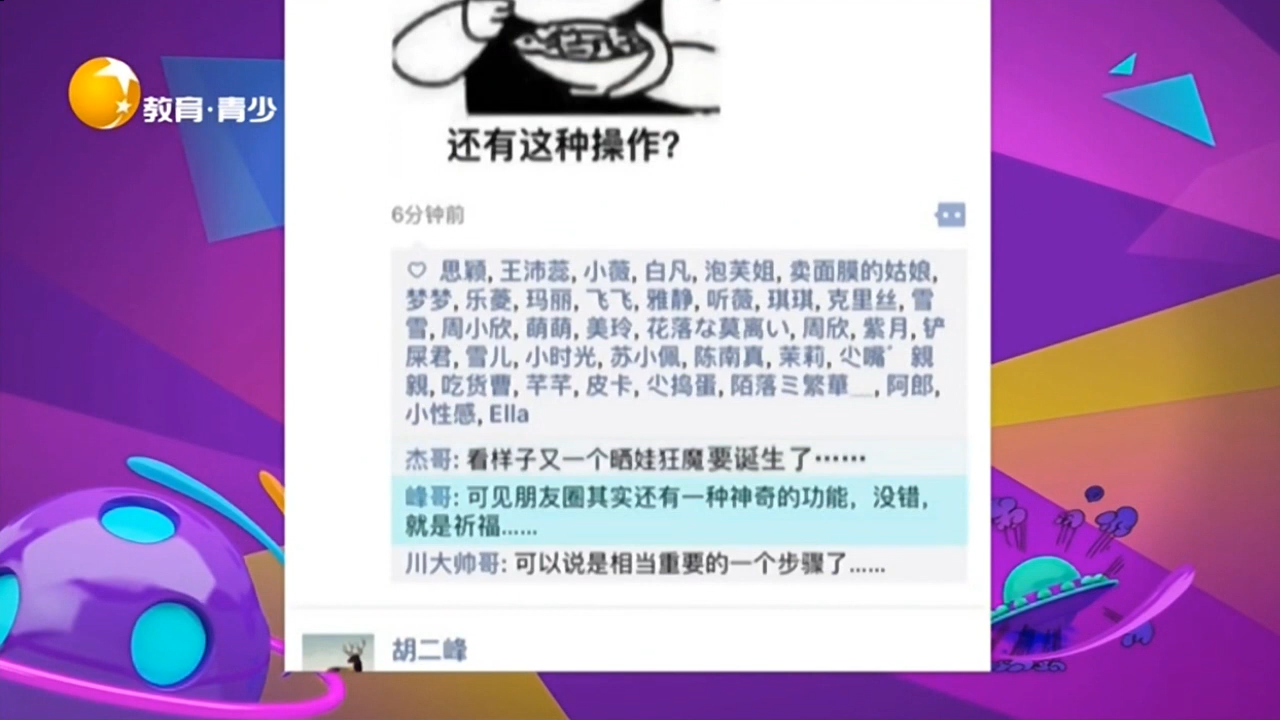 教育·青少
还有这种操作?
6分钟前
思颖, 王沛蕊, 小薇, 白凡, 泡芙姐, 卖面膜的姑娘,
梦梦, 乐菱, 玛丽, 飞飞, 雅静, 听薇, 琪琪, 克里丝, 雪
雪, 周小欣, 萌萌, 美玲, 花落な莫离い, 周欣, 紫月, 铲
屎君, 雪儿, 小时光, 苏小佩, 陈南真, 茉莉, 尐嘴゛親
親, 吃货曹, 芊芊, 皮卡, 尐捣蛋, 陌落ミ繁華__, 阿郎,
小性感, Ella
杰哥: 看样子又一个晒娃狂魔要诞生了……
峰哥: 可见朋友圈其实还有一种神奇的功能，没错，
就是祈福......
川大帅哥: 可以说是相当重要的一个步骤了......
胡二峰